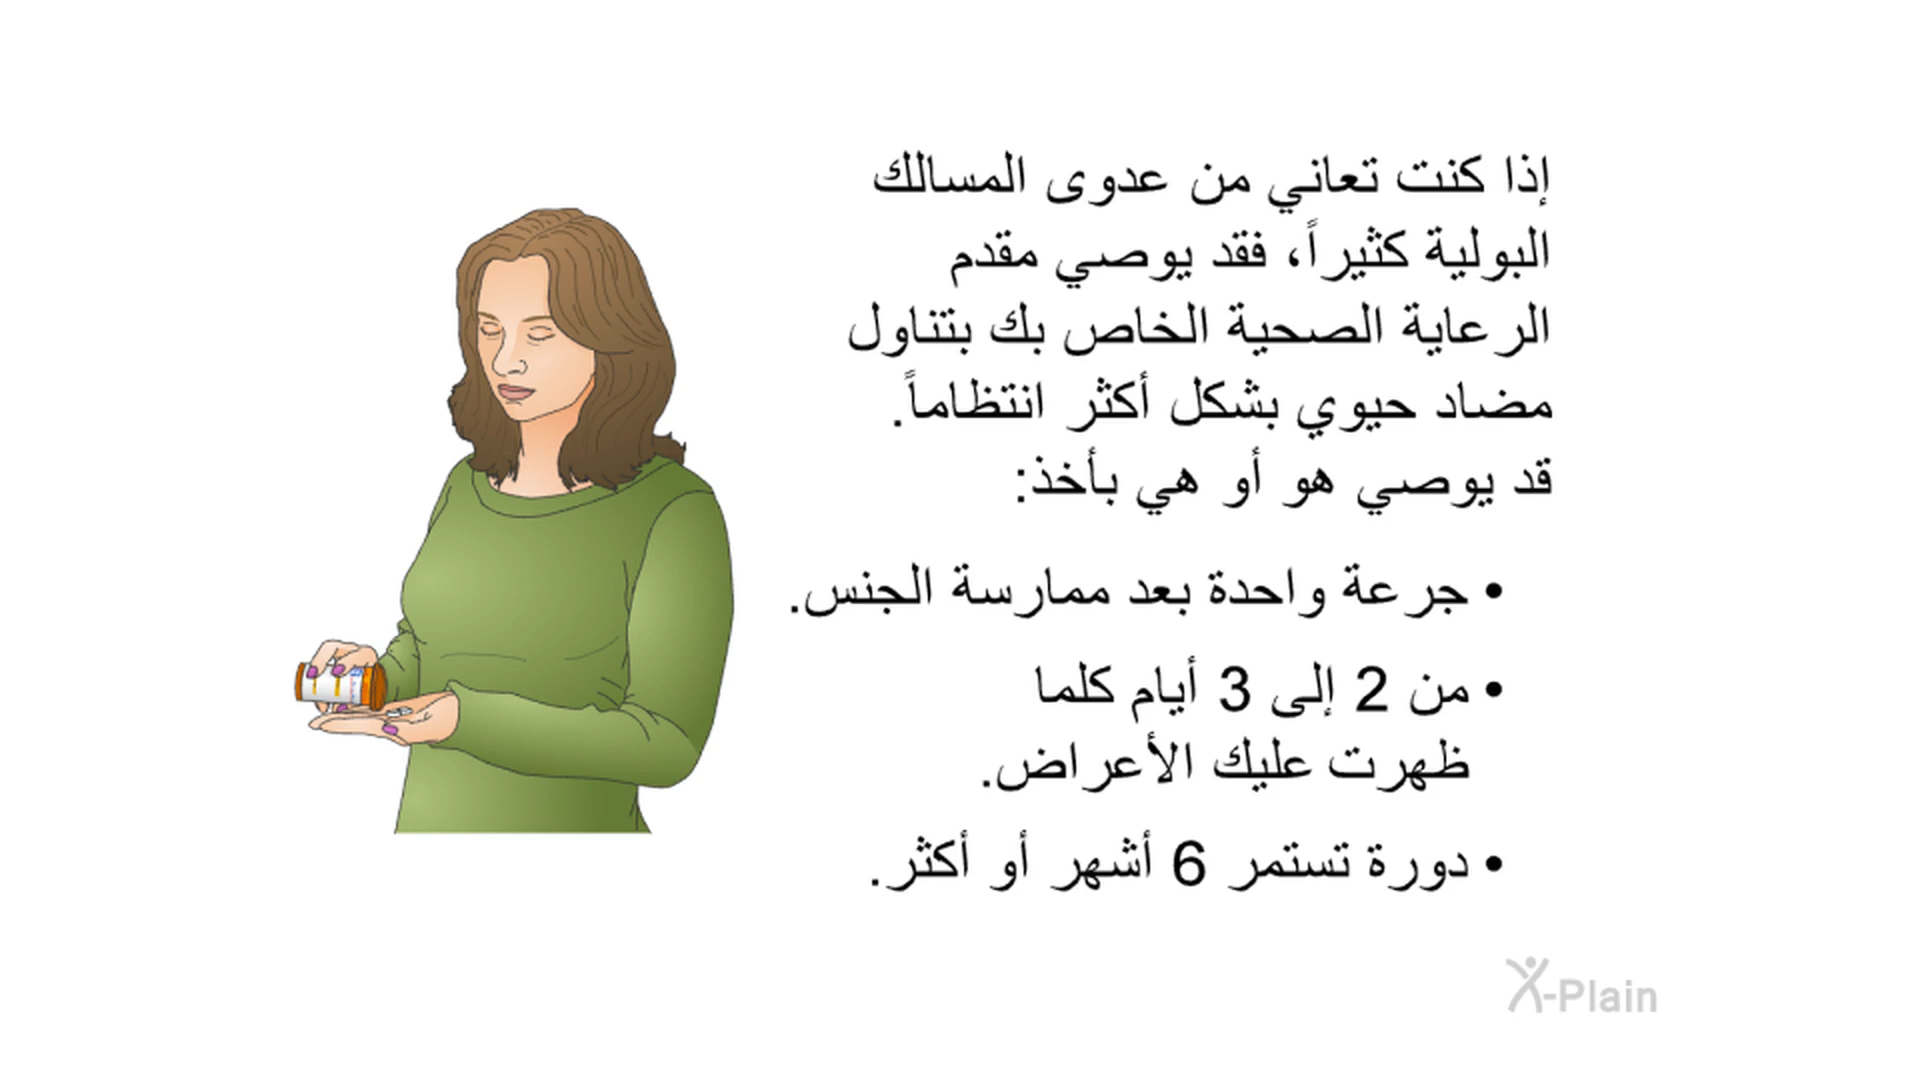 إذا كنت تعاني من عدوى المسالك
البولية كثيراً، فقد يوصي مقدم
الرعاية الصحية الخاص بك بتناول
مضاد حيوي بشكل أكثر انتظاماً.
قد يوصي هو أو هي بأخذ:
• جرعة واحدة بعد ممارسة الجنس.
• من 2 إلى 3 أيام كلما
ظهرت عليك الأعراض.
• دورة تستمر 6 أشهر أو أكثر.
X-Plain